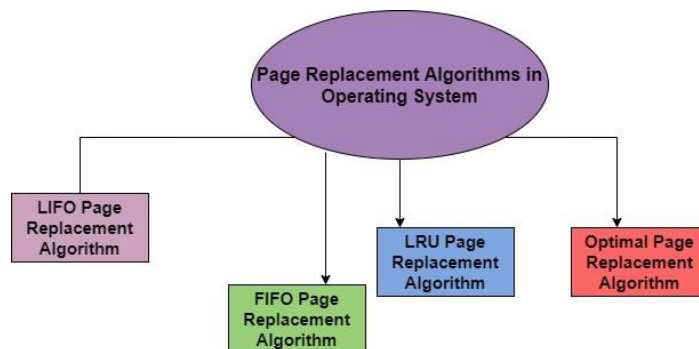 Page Replacement Algorithms in
Operating System
LIFO Page
Replacement
Algorithm
FIFO Page
Replacement
Algorithm
LRU Page
Replacement
Algorithm
Optimal Page
Replacement
Algorithm